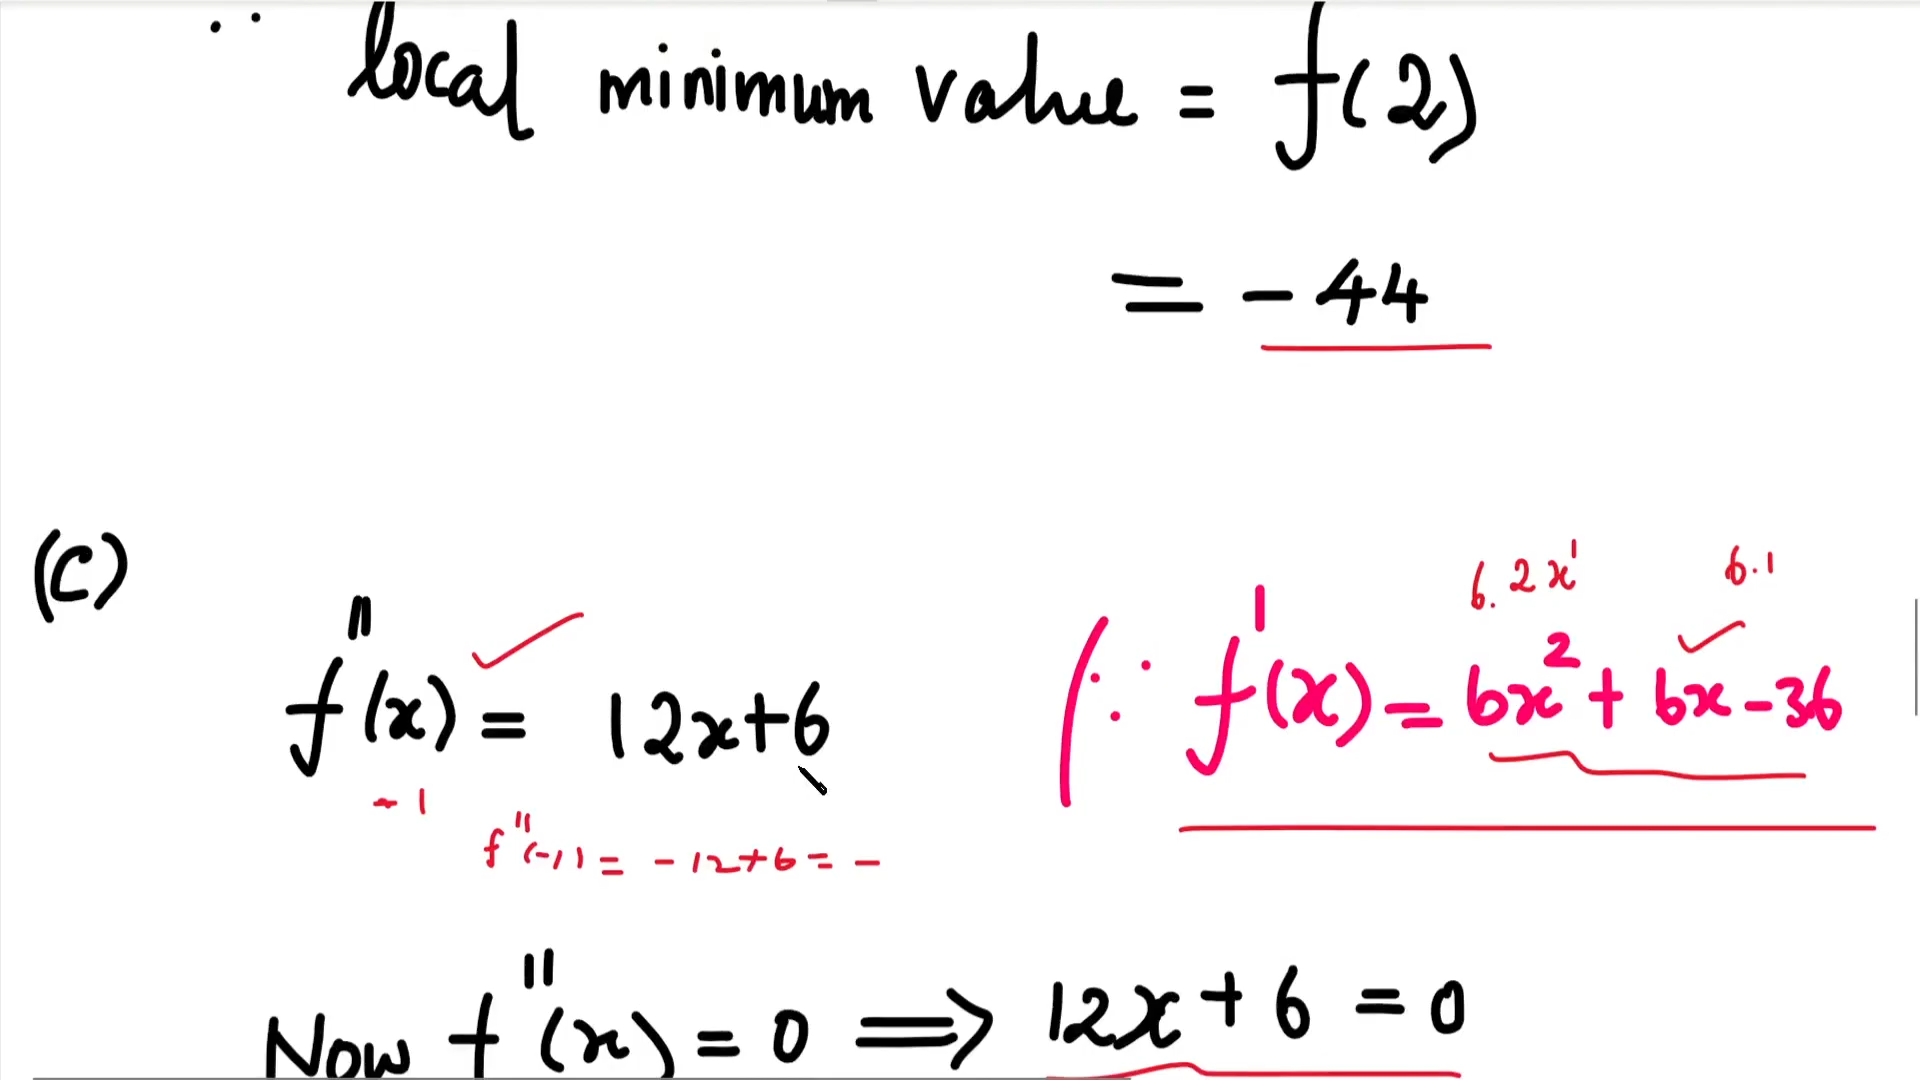 ∵ local minimum value = f(2)
= -44
(C)
6. 2x¹ 6.1
f''(x) = 12x+6 (∵ f'(x) = 6x² + 6x - 36
-1
f''(-1) = -12+6 = -
Now f''(x) = 0 ⟹ 12x + 6 = 0